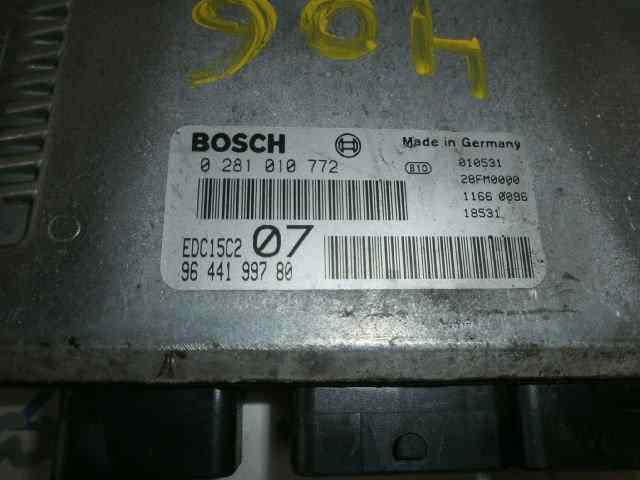 90H
BOSCH
Made in Germany
0 281 010 772
B10
010531
28FM0000
1166 0096
18531
EDC15C2
07
96 441 997 80